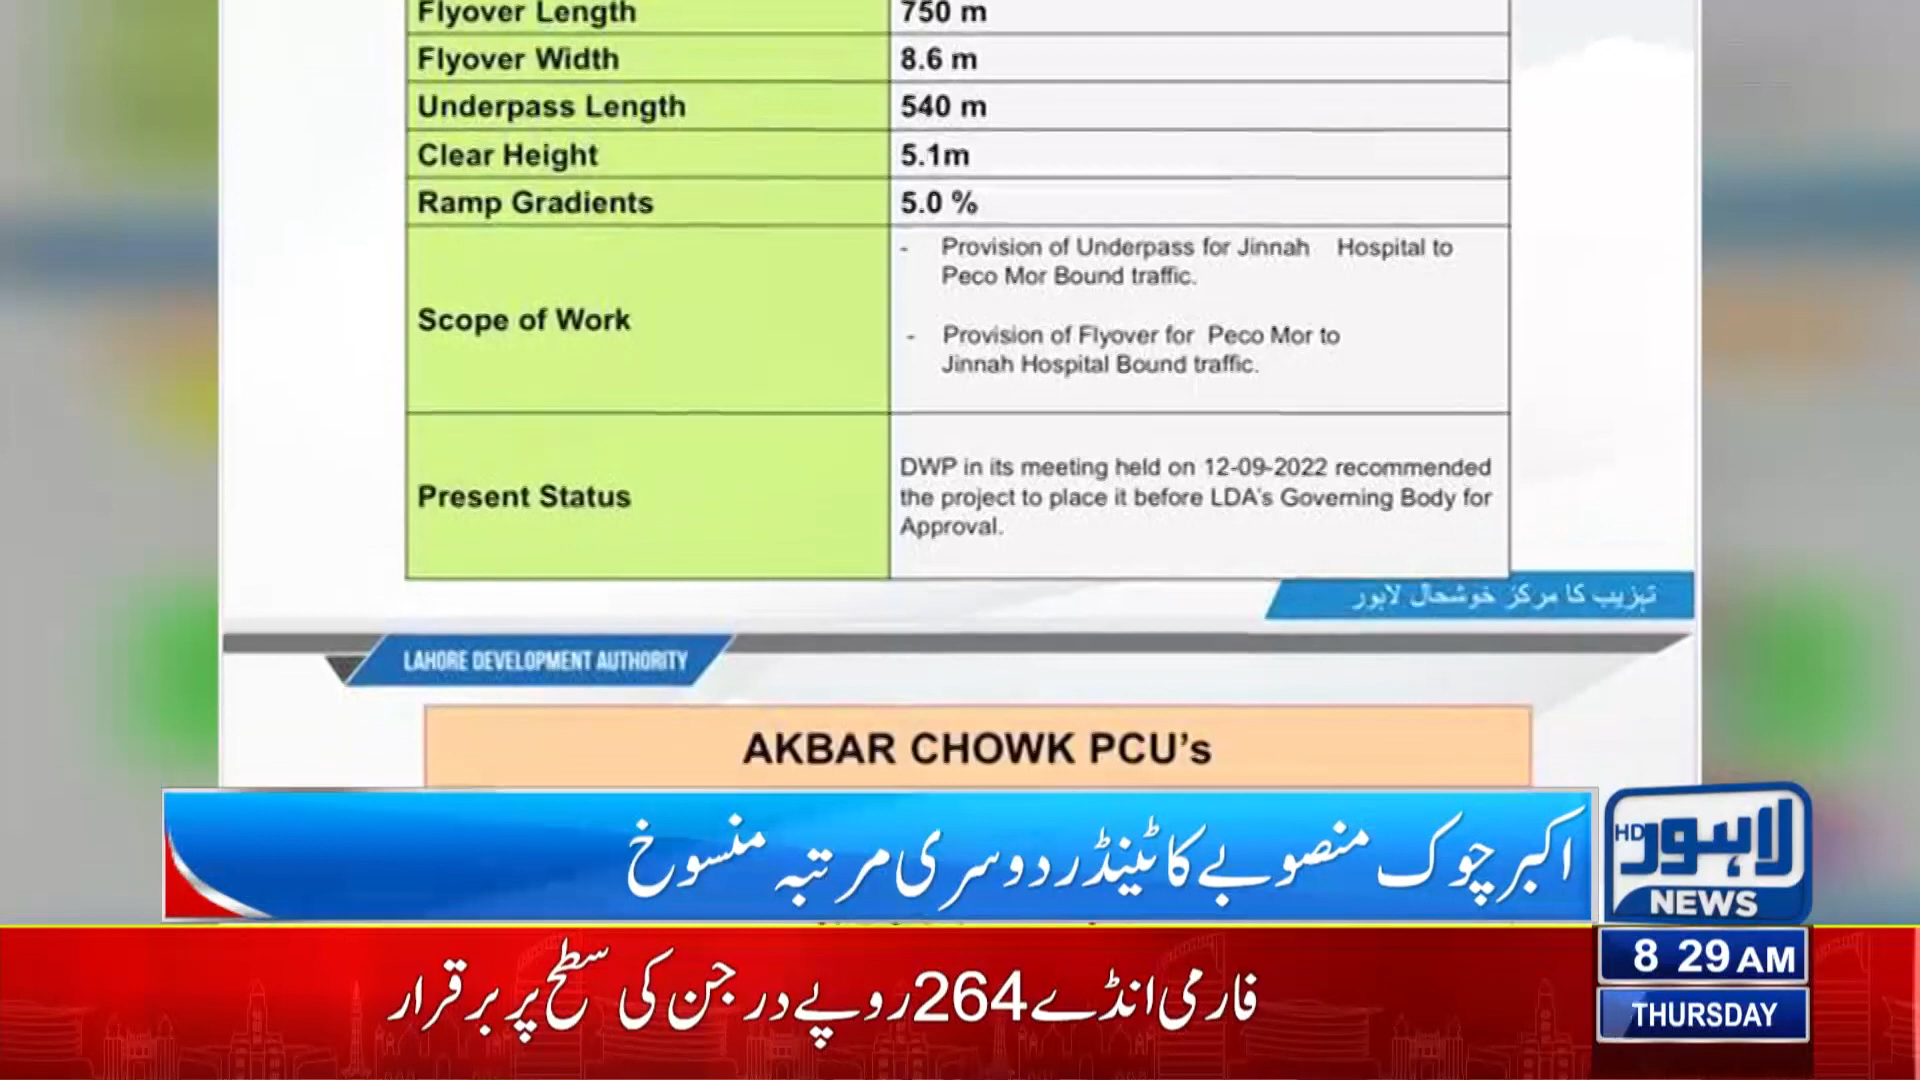 Flyover Length 750 m
Flyover Width 8.6 m
Underpass Length 540 m
Clear Height 5.1m
Ramp Gradients 5.0 %
Scope of Work
- Provision of Underpass for Jinnah Hospital to
Peco Mor Bound traffic.
- Provision of Flyover for Peco Mor to
Jinnah Hospital Bound traffic.
Present Status
DWP in its meeting held on 12-09-2022 recommended
the project to place it before LDA's Governing Body for
Approval.
تہزیب کا مرکز خوشحال لاہور
LAHORE DEVELOPMENT AUTHORITY
AKBAR CHOWK PCU's
اکبر چوک منصوبے کا ٹینڈر دوسری مرتبہ منسوخ
لاہور HD
NEWS
8 29 AM
THURSDAY
فارمی انڈے 264 روپے درجن کی سطح پر برقرار